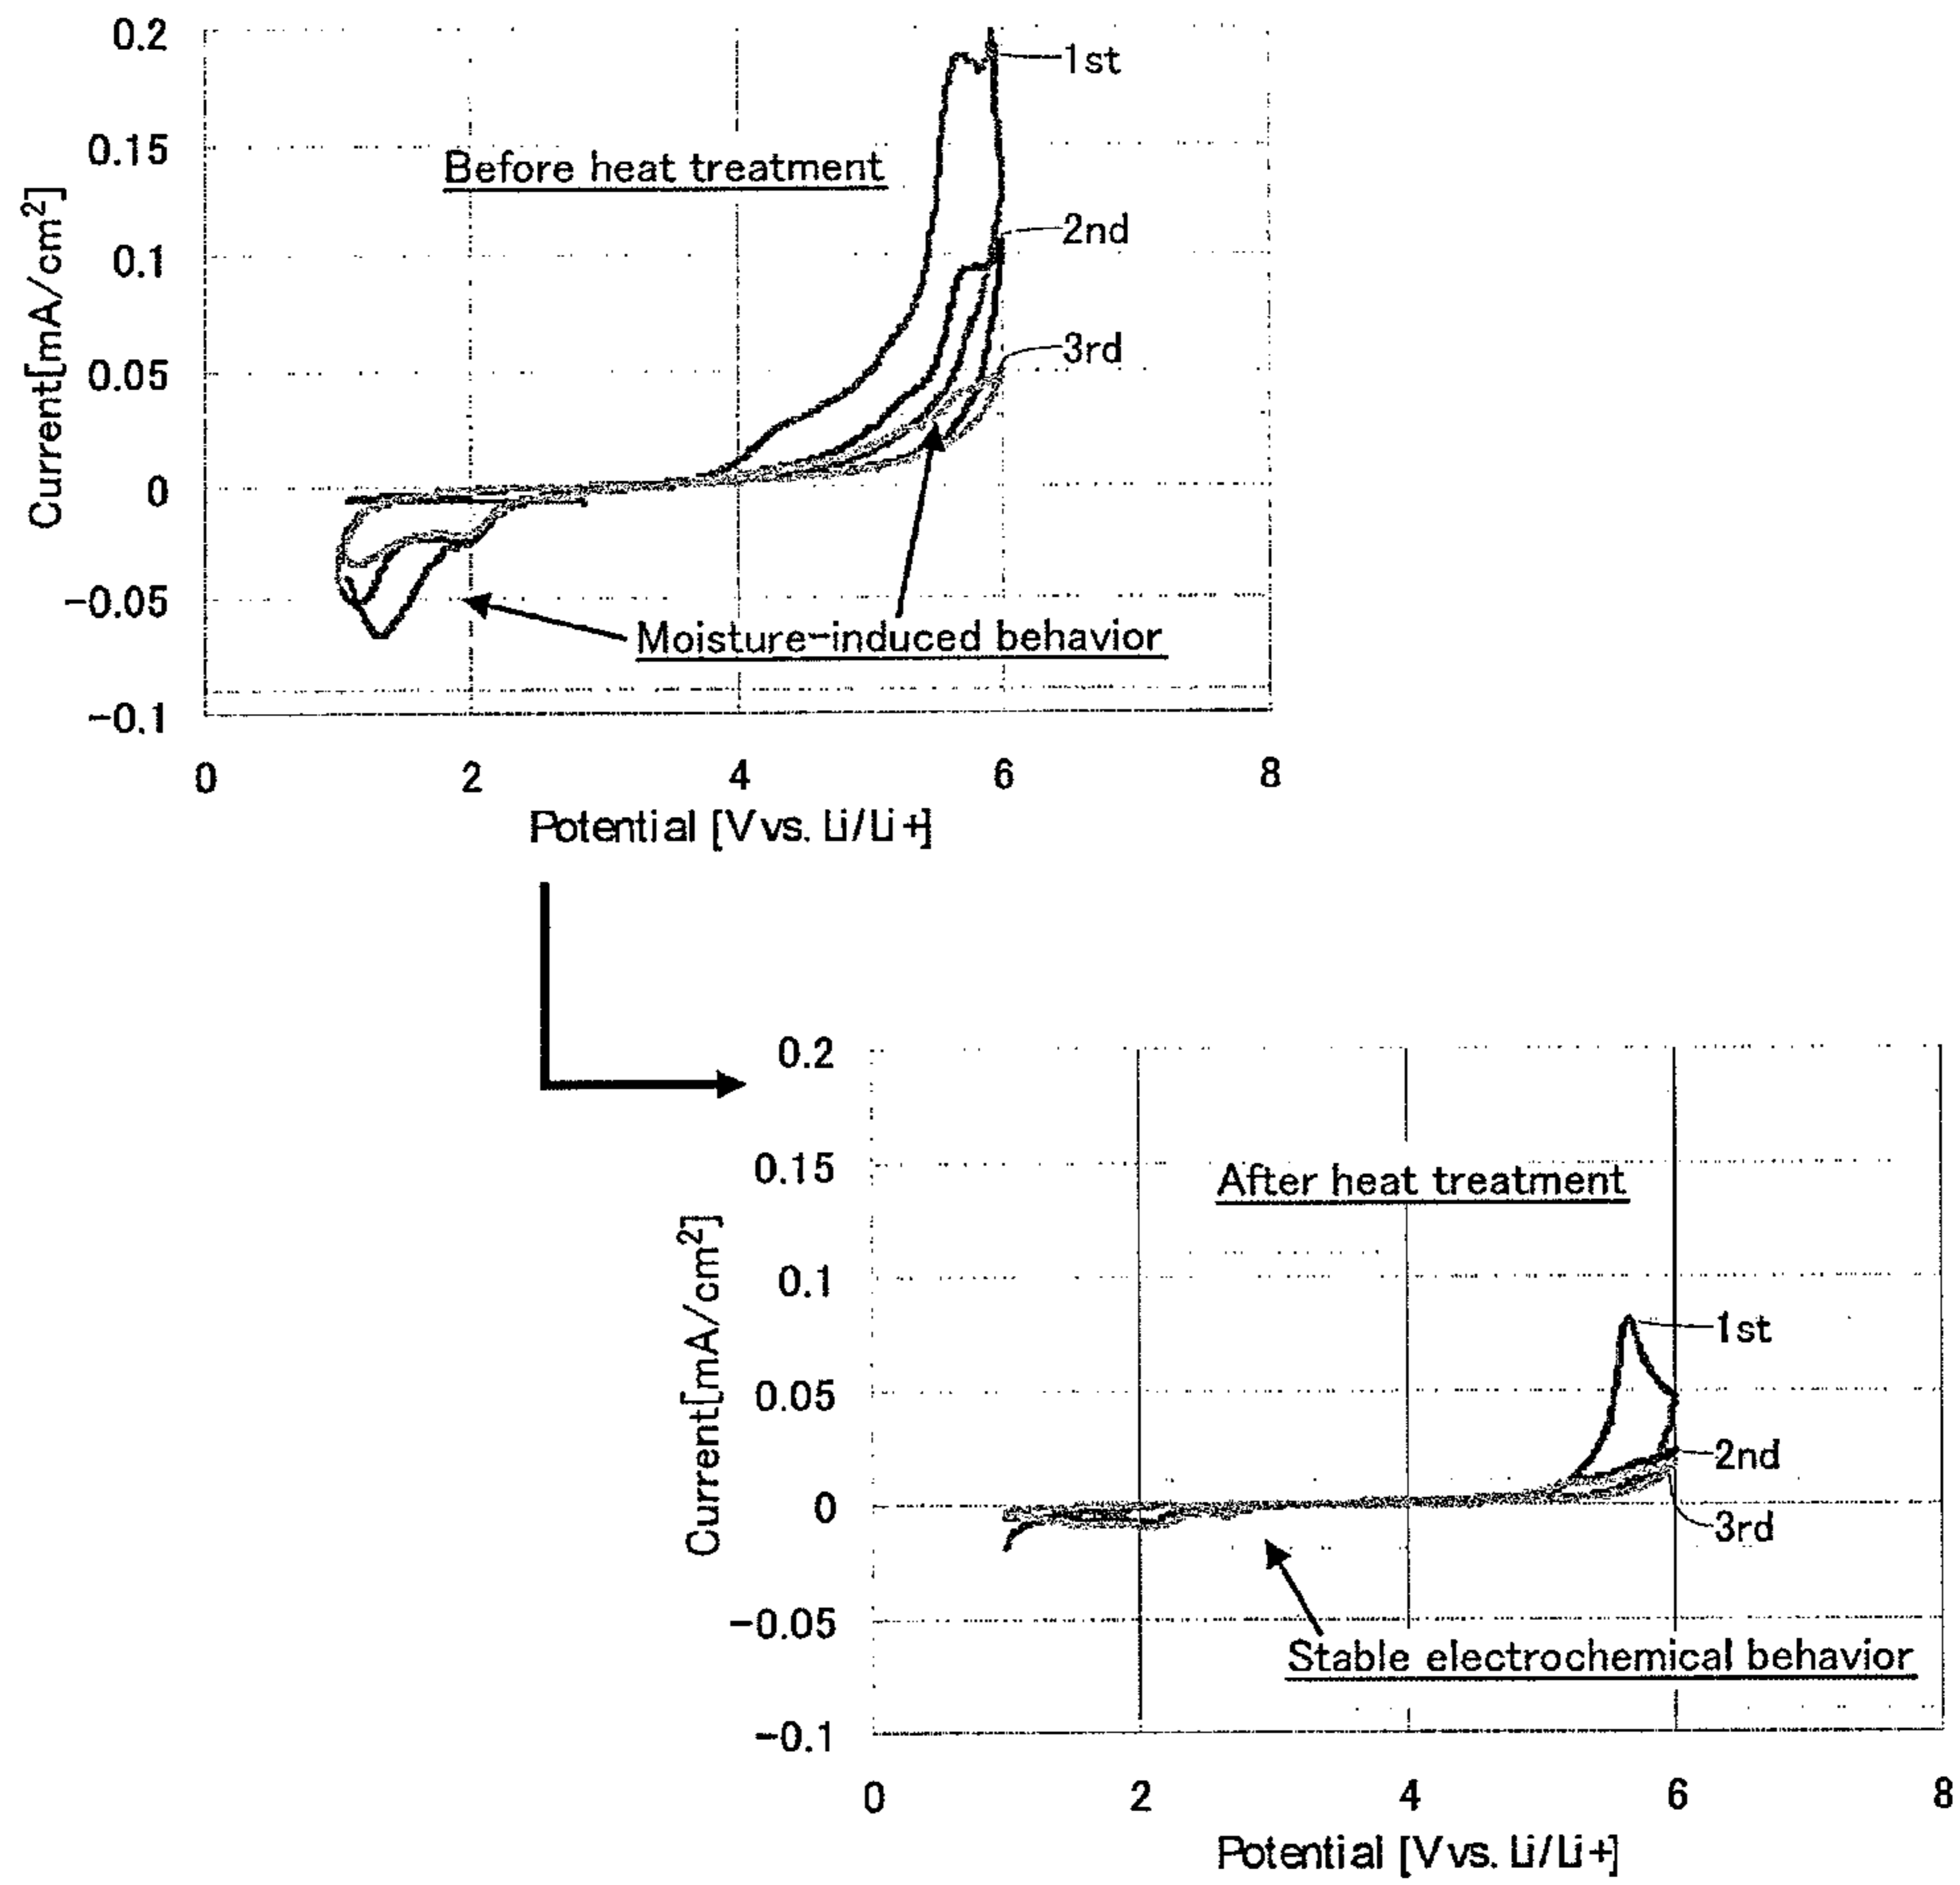 0.2
0.15
0.1
0.05
0
-0.05
-0.1
Current[mA/cm²]
1st
Before heat treatment
2nd
3rd
Moisture-induced behavior
0 2 4 6 8
Potential [V vs. Li/Li+]
0.2
0.15
0.1
0.05
0
-0.05
-0.1
Current[mA/cm²]
After heat treatment
1st
2nd
3rd
Stable electrochemical behavior
0 2 4 6 8
Potential [V vs. Li/Li+]